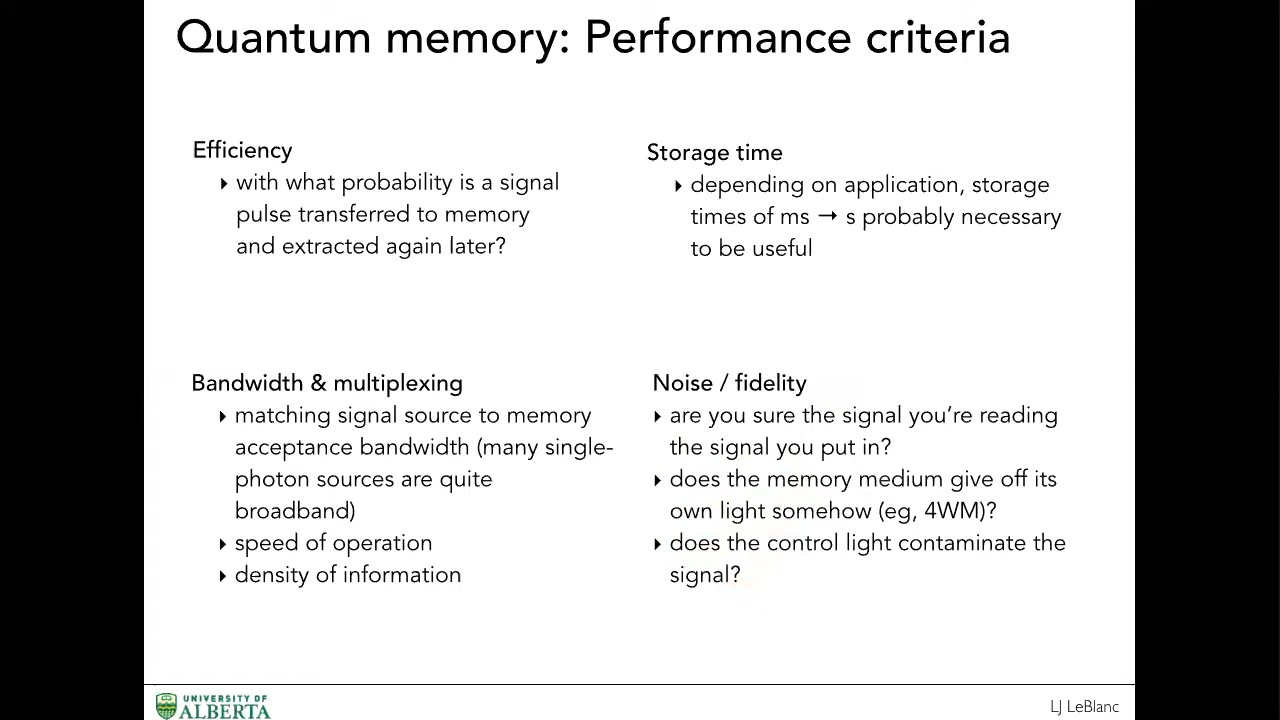 Quantum memory: Performance criteria
Efficiency
‣ with what probability is a signal
pulse transferred to memory
and extracted again later?
Storage time
‣ depending on application, storage
times of ms → s probably necessary
to be useful
Bandwidth & multiplexing
‣ matching signal source to memory
acceptance bandwidth (many single-
photon sources are quite
broadband)
‣ speed of operation
‣ density of information
Noise / fidelity
‣ are you sure the signal you’re reading
the signal you put in?
‣ does the memory medium give off its
own light somehow (eg, 4WM)?
‣ does the control light contaminate the
signal?
UNIVERSITY OF
ALBERTA
LJ LeBlanc